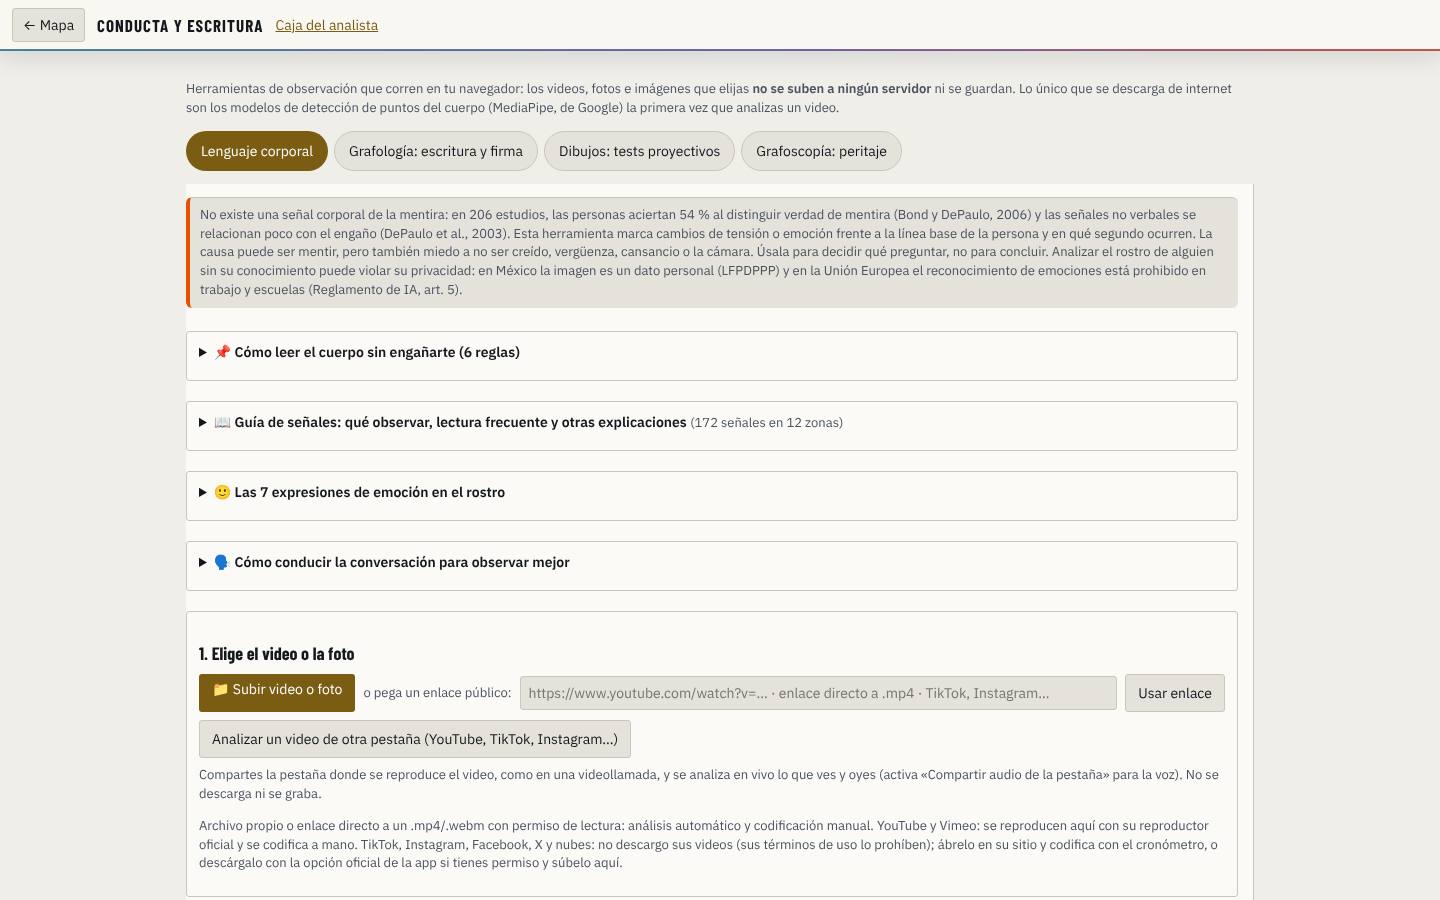 ← Mapa
CONDUCTA Y ESCRITURA
Caja del analista
Herramientas de observación que corren en tu navegador: los videos, fotos e imágenes que elijas no se suben a ningún servidor ni se guardan. Lo único que se descarga de internet
son los modelos de detección de puntos del cuerpo (MediaPipe, de Google) la primera vez que analizas un video.
Lenguaje corporal
Grafología: escritura y firma
Dibujos: tests proyectivos
Grafoscopía: peritaje
No existe una señal corporal de la mentira: en 206 estudios, las personas aciertan 54 % al distinguir verdad de mentira (Bond y DePaulo, 2006) y las señales no verbales se
relacionan poco con el engaño (DePaulo et al., 2003). Esta herramienta marca cambios de tensión o emoción frente a la línea base de la persona y en qué segundo ocurren. La
causa puede ser mentir, pero también miedo a no ser creído, vergüenza, cansancio o la cámara. Úsala para decidir qué preguntar, no para concluir. Analizar el rostro de alguien
sin su conocimiento puede violar su privacidad: en México la imagen es un dato personal (LFPDPPP) y en la Unión Europea el reconocimiento de emociones está prohibido en
trabajo y escuelas (Reglamento de IA, art. 5).
📌 Cómo leer el cuerpo sin engañarte (6 reglas)
📖 Guía de señales: qué observar, lectura frecuente y otras explicaciones (172 señales en 12 zonas)
🙂 Las 7 expresiones de emoción en el rostro
🗣️ Cómo conducir la conversación para observar mejor
1. Elige el video o la foto
📁 Subir video o foto
o pega un enlace público:
https://www.youtube.com/watch?v=… · enlace directo a .mp4 · TikTok, Instagram…
Usar enlace
Analizar un video de otra pestaña (YouTube, TikTok, Instagram…)
Compartes la pestaña donde se reproduce el video, como en una videollamada, y se analiza en vivo lo que ves y oyes (activa «Compartir audio de la pestaña» para la voz). No se
descarga ni se graba.
Archivo propio o enlace directo a un .mp4/.webm con permiso de lectura: análisis automático y codificación manual. YouTube y Vimeo: se reproducen aquí con su reproductor
oficial y se codifica a mano. TikTok, Instagram, Facebook, X y nubes: no descargo sus videos (sus términos de uso lo prohíben); ábrelo en su sitio y codifica con el cronómetro, o
descárgalo con la opción oficial de la app si tienes permiso y súbelo aquí.